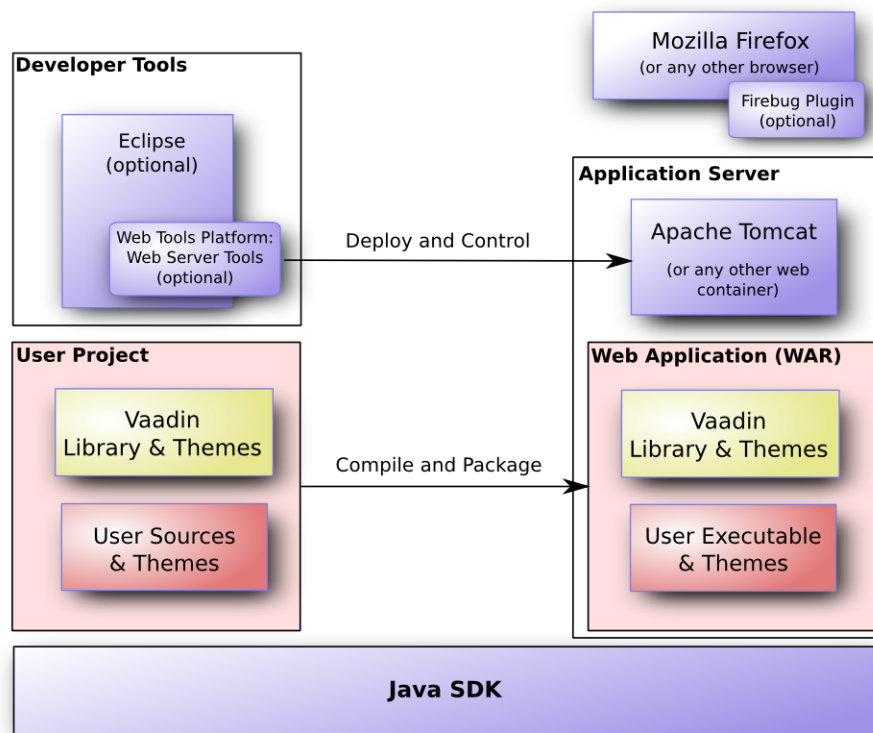 Developer Tools
Eclipse
(optional)
Web Tools Platform:
Web Server Tools
(optional)
Deploy and Control
Mozilla Firefox
(or any other browser)
Firebug Plugin
(optional)
Application Server
Apache Tomcat
(or any other web
container)
User Project
Vaadin
Library & Themes
User Sources
& Themes
Compile and Package
Web Application (WAR)
Vaadin
Library & Themes
User Executable
& Themes
Java SDK